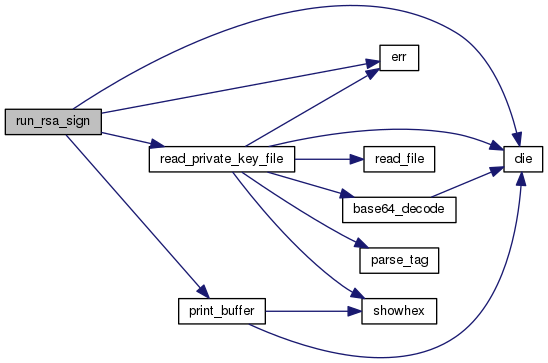 err
run_rsa_sign
read_private_key_file
read_file
die
base64_decode
parse_tag
print_buffer
showhex